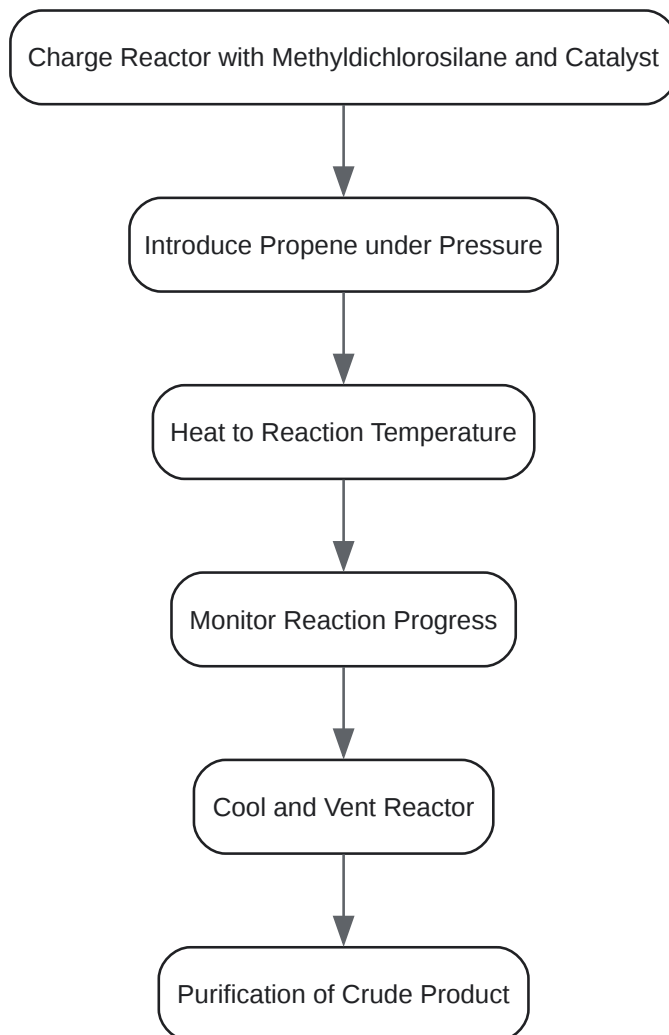 Charge Reactor with Methyldichlorosilane and Catalyst
Introduce Propene under Pressure
Heat to Reaction Temperature
Monitor Reaction Progress
Cool and Vent Reactor
Purification of Crude Product